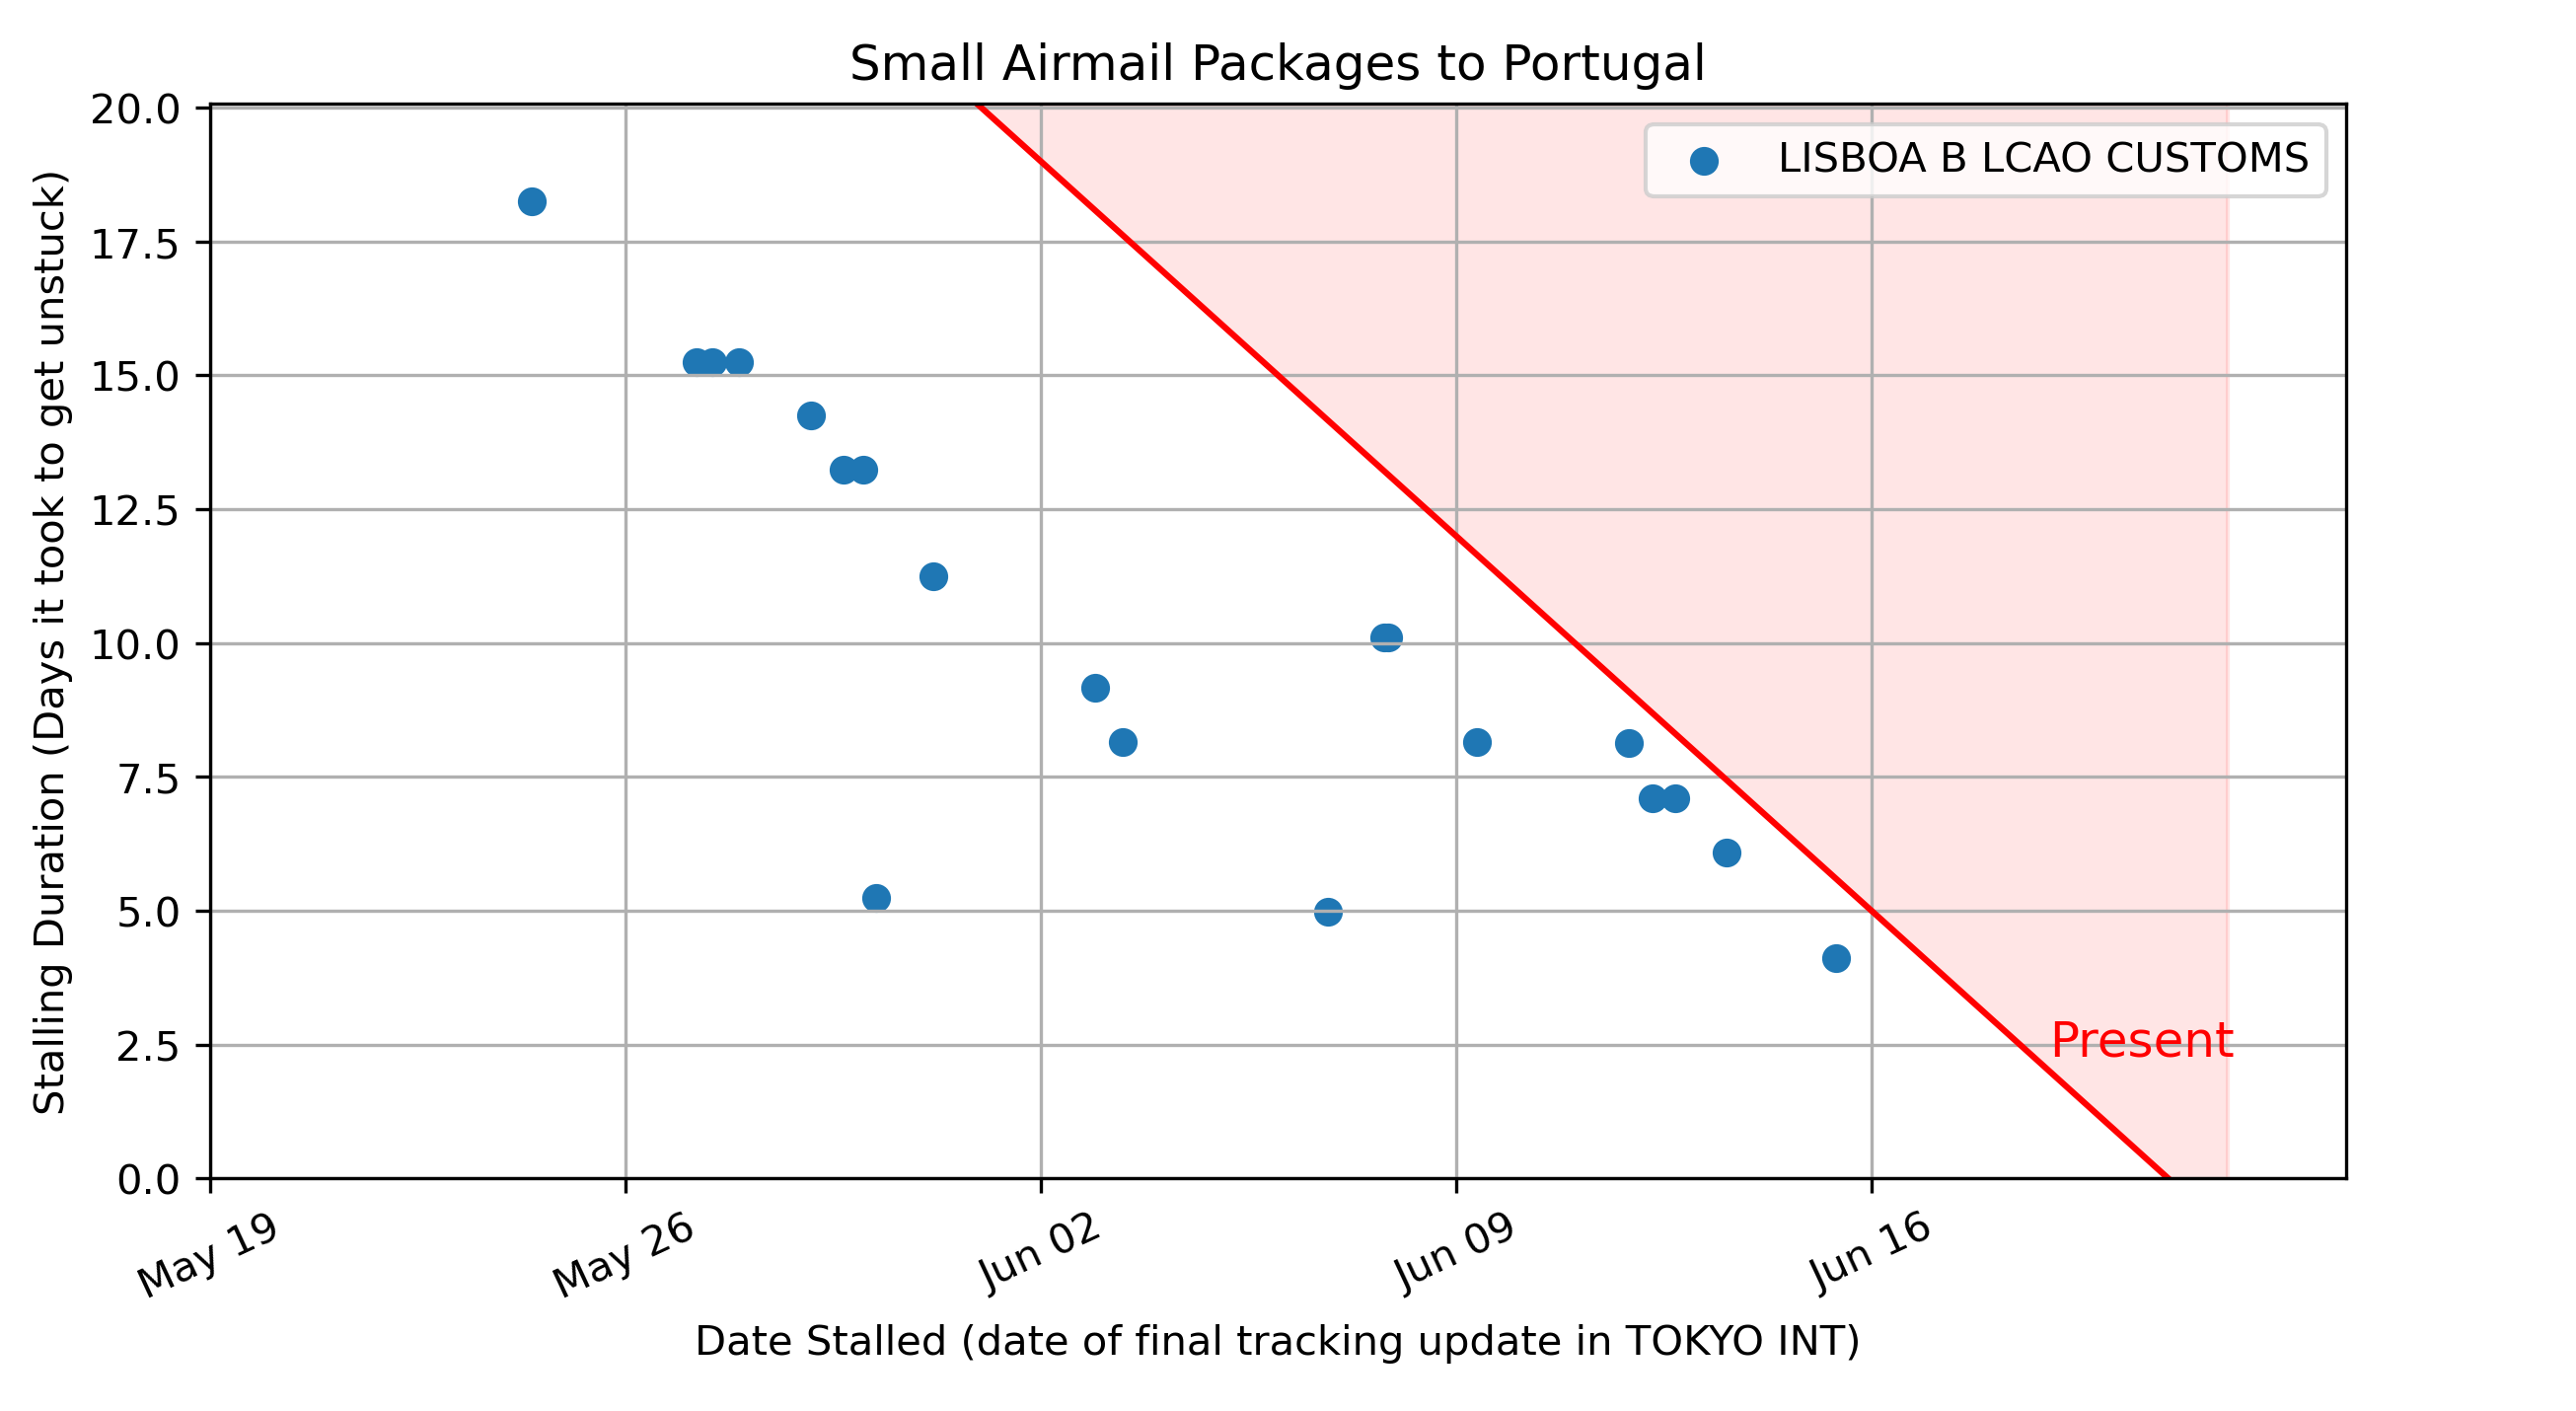 Small Airmail Packages to Portugal
LISBOA B LCAO CUSTOMS
Stalling Duration (Days it took to get unstuck)
20.0
17.5
15.0
12.5
10.0
7.5
5.0
2.5
0.0
Present
May 19
May 26
Jun 02
Jun 09
Jun 16
Date Stalled (date of final tracking update in TOKYO INT)